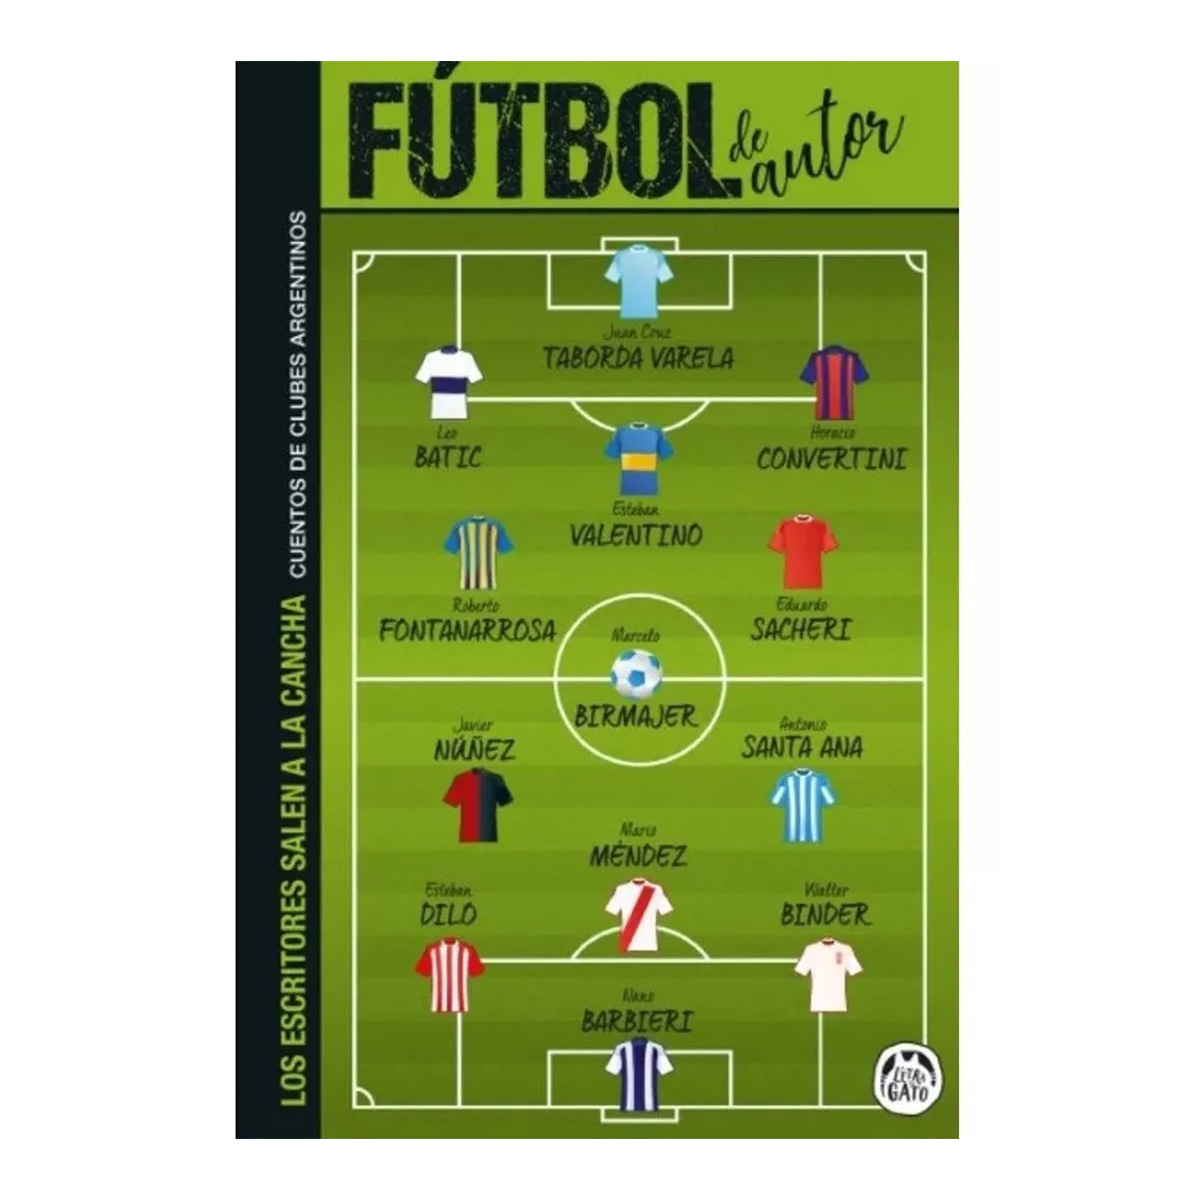 FÚTBOL de autor
LOS ESCRITORES SALEN A LA CANCHA CUENTOS DE CLUBES ARGENTINOS
Juan Cruz
TABORDA VARELA
Leo
BATIC
Horacio
CONVERTINI
Esteban
VALENTINO
Roberto
FONTANARROSA
Eduardo
SACHERI
Marcelo
BIRMAJER
Javier
NÚÑEZ
Antonio
SANTA ANA
Mario
MÉNDEZ
Esteban
DILO
Walter
BINDER
Nano
BARBIERI
LETRA
GATO